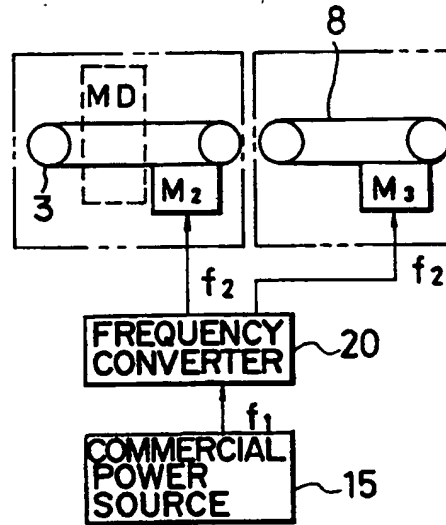 8
MD
3
M2
M3
f2
f2
FREQUENCY
CONVERTER
20
f1
COMMERCIAL
POWER
SOURCE
15